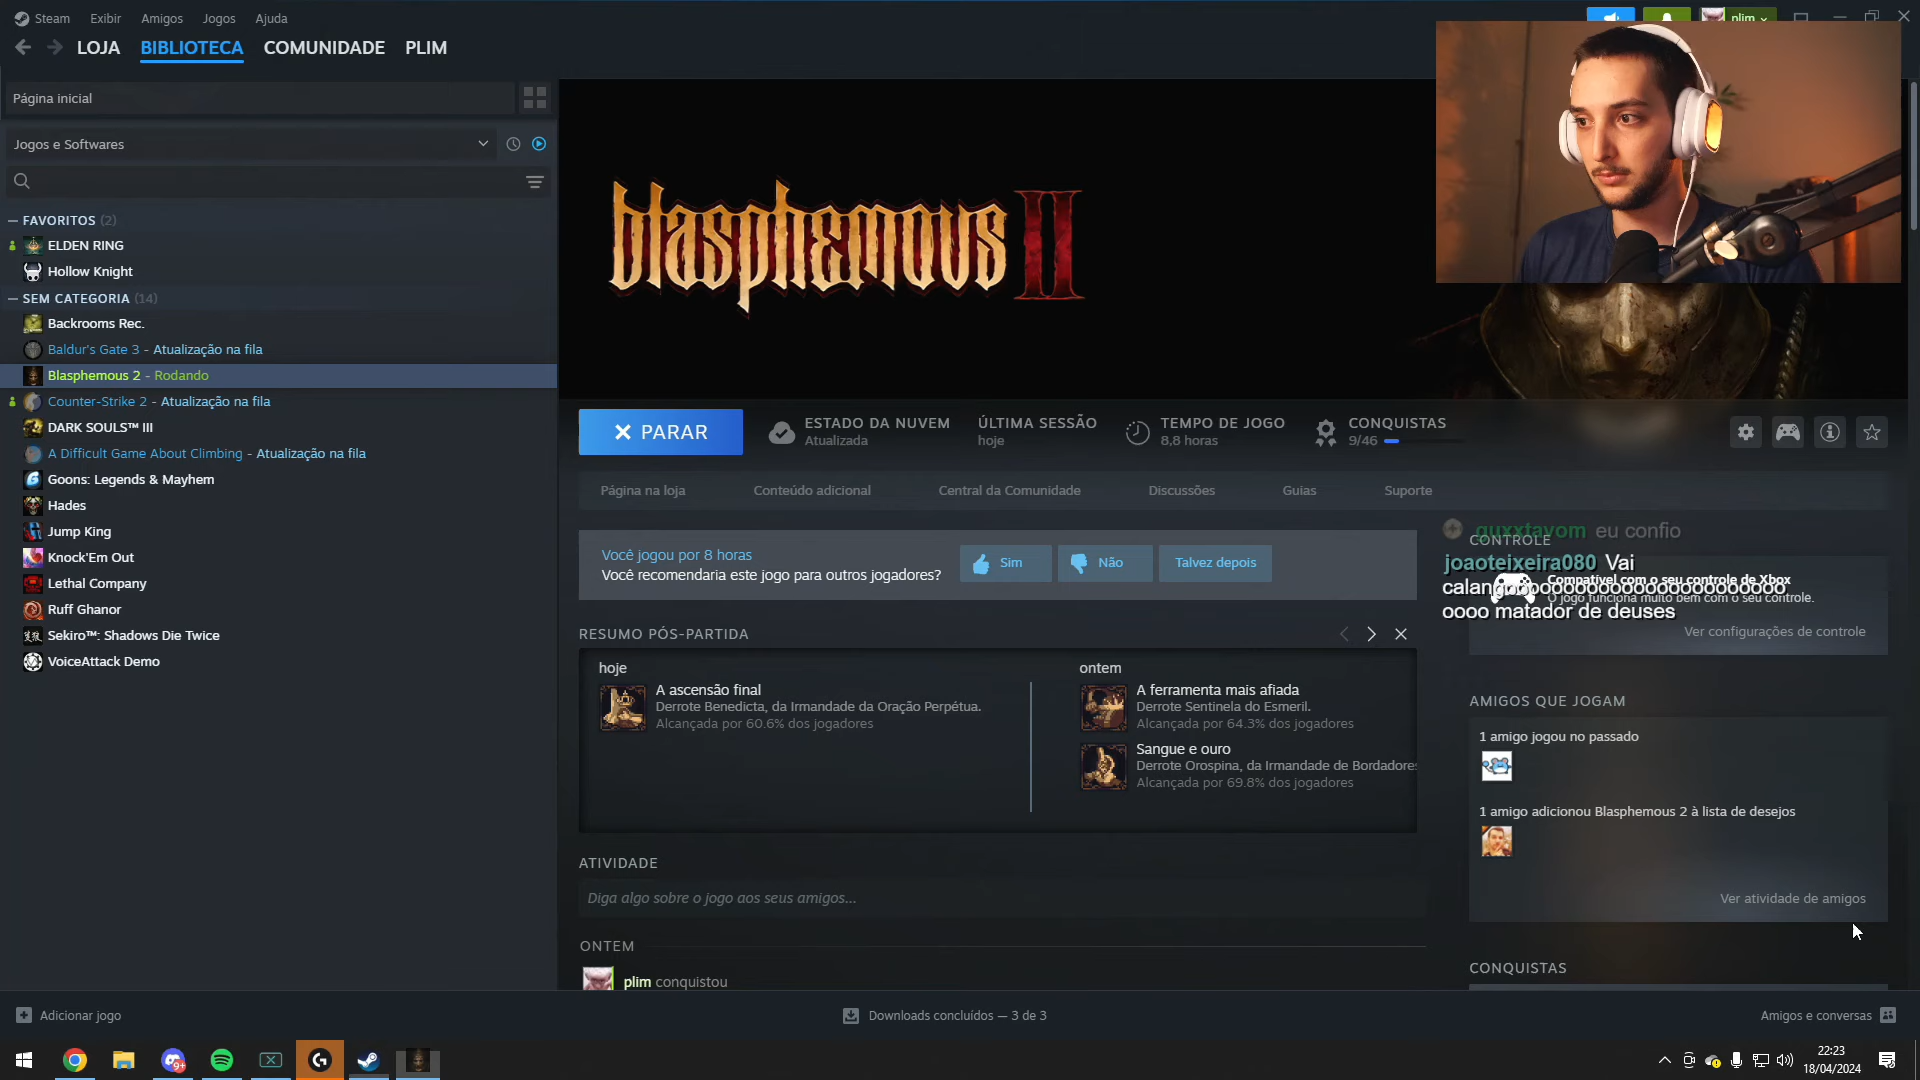 Steam Exibir Amigos Jogos Ajuda
plim
LOJA BIBLIOTECA COMUNIDADE PLIM
Página inicial
Jogos e Softwares
FAVORITOS (2)
ELDEN RING
Hollow Knight
SEM CATEGORIA (14)
Backrooms Rec.
Baldur's Gate 3 - Atualização na fila
Blasphemous 2 - Rodando
Counter-Strike 2 - Atualização na fila
DARK SOULS™ III
A Difficult Game About Climbing - Atualização na fila
Goons: Legends & Mayhem
Hades
Jump King
Knock'Em Out
Lethal Company
Ruff Ghanor
Sekiro™: Shadows Die Twice
VoiceAttack Demo
blasphemous II
PARAR
ESTADO DA NUVEM
Atualizada
ÚLTIMA SESSÃO
hoje
TEMPO DE JOGO
8,8 horas
CONQUISTAS
9/46
Página na loja Conteúdo adicional Central da Comunidade Discussões Guias Suporte
Você jogou por 8 horas
Você recomendaria este jogo para outros jogadores?
Sim Não Talvez depois
RESUMO PÓS-PARTIDA
hoje
A ascensão final
Derrote Benedicta, da Irmandade da Oração Perpétua.
Alcançada por 60.6% dos jogadores
ontem
A ferramenta mais afiada
Derrote Sentinela do Esmeril.
Alcançada por 64.3% dos jogadores
Sangue e ouro
Derrote Orospina, da Irmandade de Bordadore
Alcançada por 69.8% dos jogadores
ATIVIDADE
Diga algo sobre o jogo aos seus amigos...
ONTEM
plim conquistou
guxxtavom eu confio
CONTROLE
joaoteixeira080 Vai
Compatível com o seu controle de Xbox
O jogo funciona muito bem com o seu controle.
oooo matador de deuses
Ver configurações de controle
AMIGOS QUE JOGAM
1 amigo jogou no passado
1 amigo adicionou Blasphemous 2 à lista de desejos
Ver atividade de amigos
CONQUISTAS
Adicionar jogo
Downloads concluídos — 3 de 3
Amigos e conversas
9+
22:23
18/04/2024